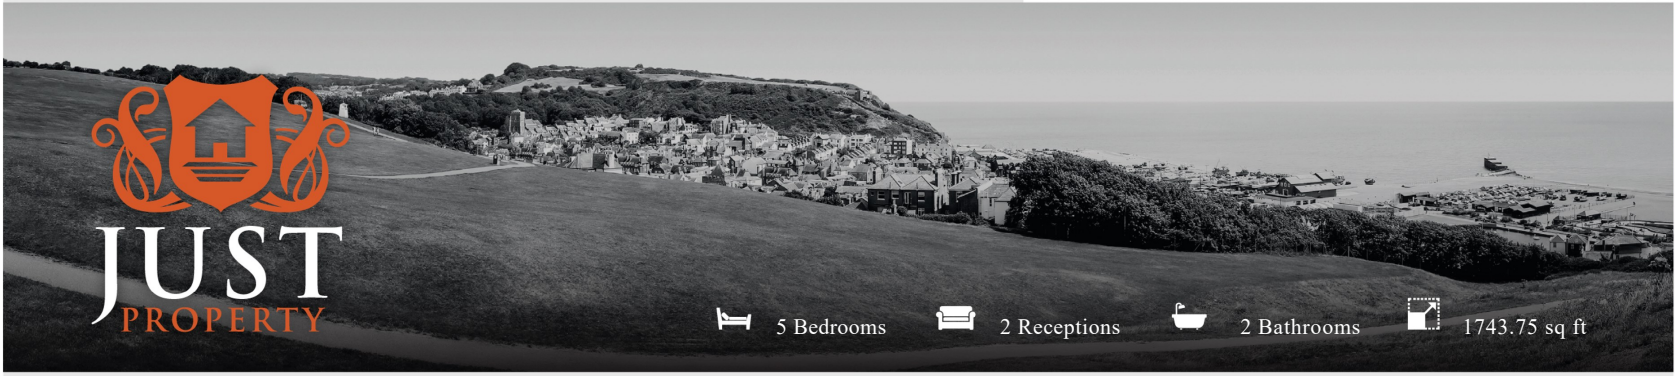 JUST
PROPERTY
5 Bedrooms
2 Receptions
2 Bathrooms
1743.75 sq ft